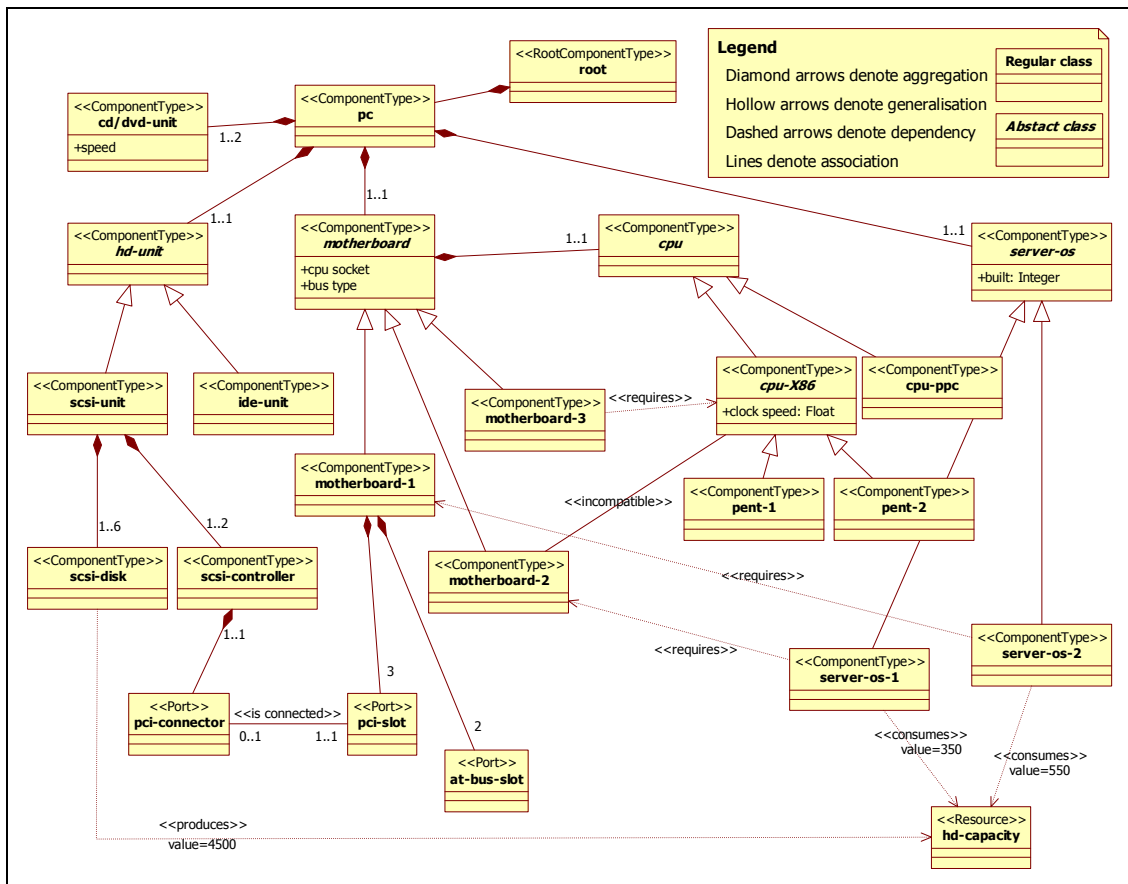 <<RootComponentType>>
root
Legend
Diamond arrows denote aggregation
Hollow arrows denote generalisation
Dashed arrows denote dependency
Lines denote association
Regular class
Abstact class
<<ComponentType>>
cd/dvd-unit
+speed
<<ComponentType>>
pc
1..2
1..1
1..1
1..1
<<ComponentType>>
hd-unit
<<ComponentType>>
motherboard
+cpu socket
+bus type
1..1
<<ComponentType>>
cpu
<<ComponentType>>
server-os
+built: Integer
<<ComponentType>>
scsi-unit
<<ComponentType>>
ide-unit
<<ComponentType>>
motherboard-3
<<requires>>
<<ComponentType>>
cpu-X86
+clock speed: Float
<<ComponentType>>
cpu-ppc
<<ComponentType>>
motherboard-1
<<incompatible>>
<<ComponentType>>
pent-1
<<ComponentType>>
pent-2
1..6
1..2
<<ComponentType>>
scsi-disk
<<ComponentType>>
scsi-controller
<<ComponentType>>
motherboard-2
<<requires>>
1..1
<<requires>>
<<ComponentType>>
server-os-1
<<ComponentType>>
server-os-2
3
<<Port>>
pci-connector
<<is connected>>
0..1
1..1
<<Port>>
pci-slot
2
<<Port>>
at-bus-slot
<<consumes>>
value=350
<<consumes>>
value=550
<<produces>>
value=4500
<<Resource>>
hd-capacity